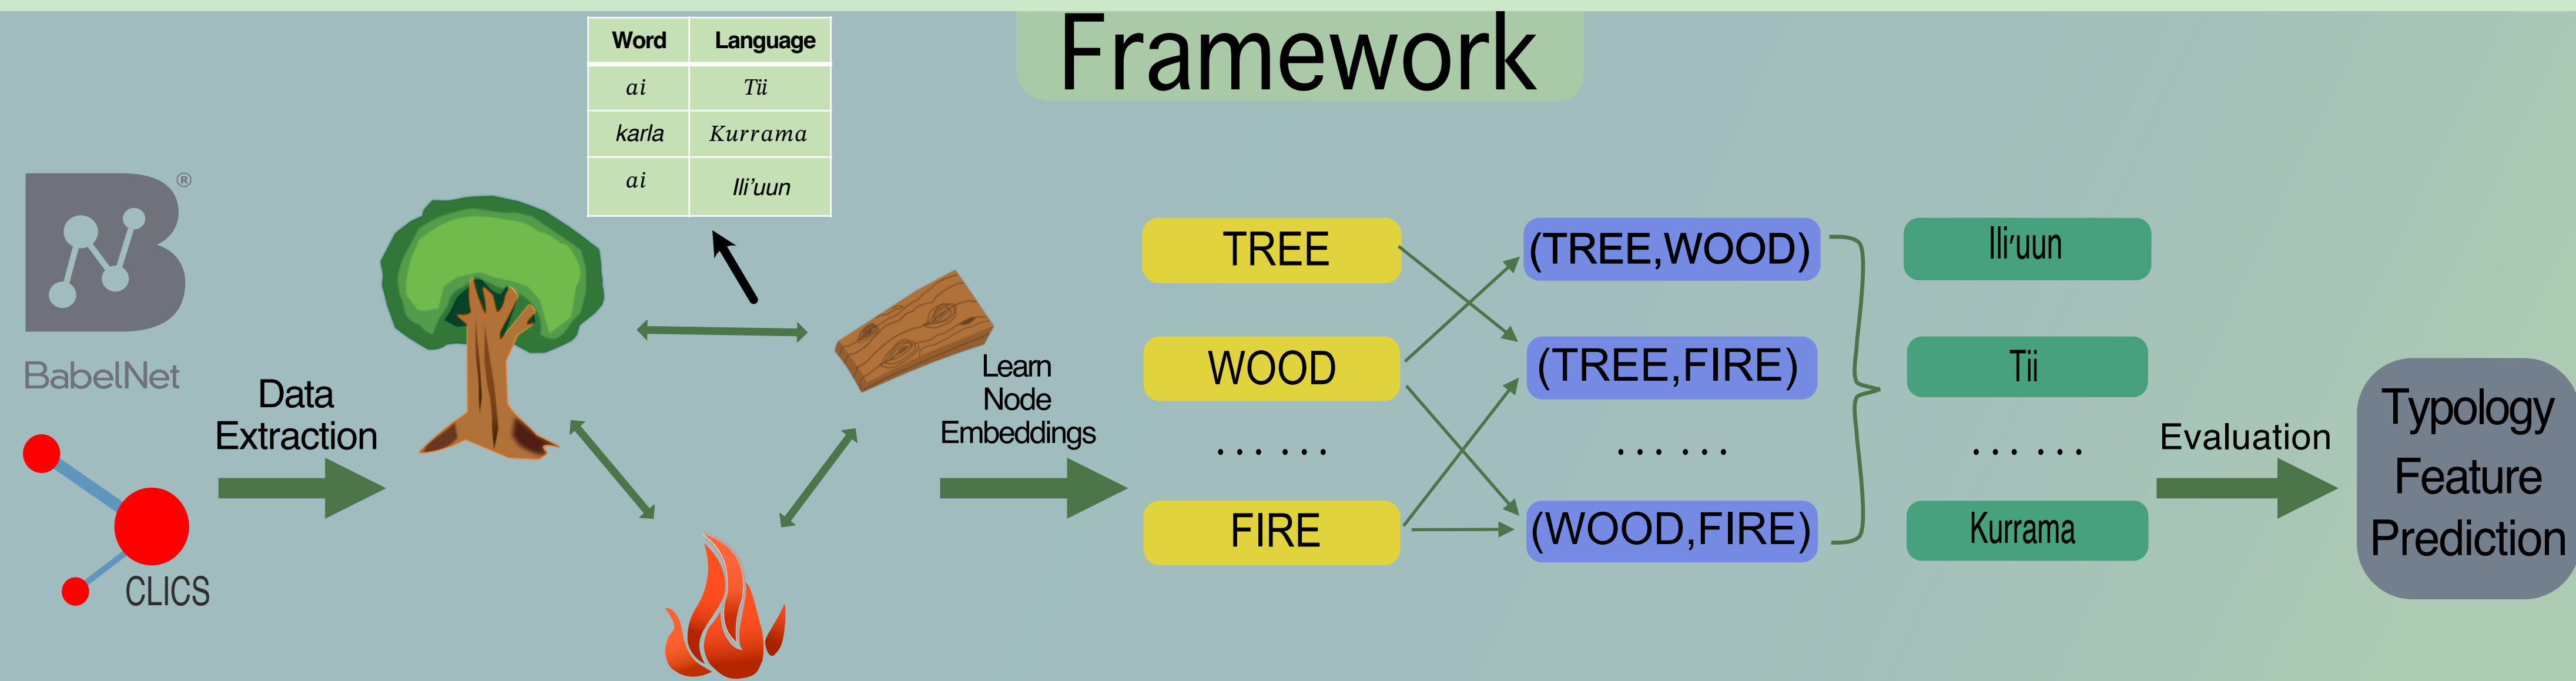 Framework
Word Language
ai Tii
karla Kurrama
ai Ili'uun
®
BabelNet
CLICS
Data
Extraction
Learn
Node
Embeddings
TREE
WOOD
... ...
FIRE
(TREE,WOOD)
(TREE,FIRE)
... ...
(WOOD,FIRE)
Ili'uun
Tii
... ...
Kurrama
Evaluation
Typology
Feature
Prediction